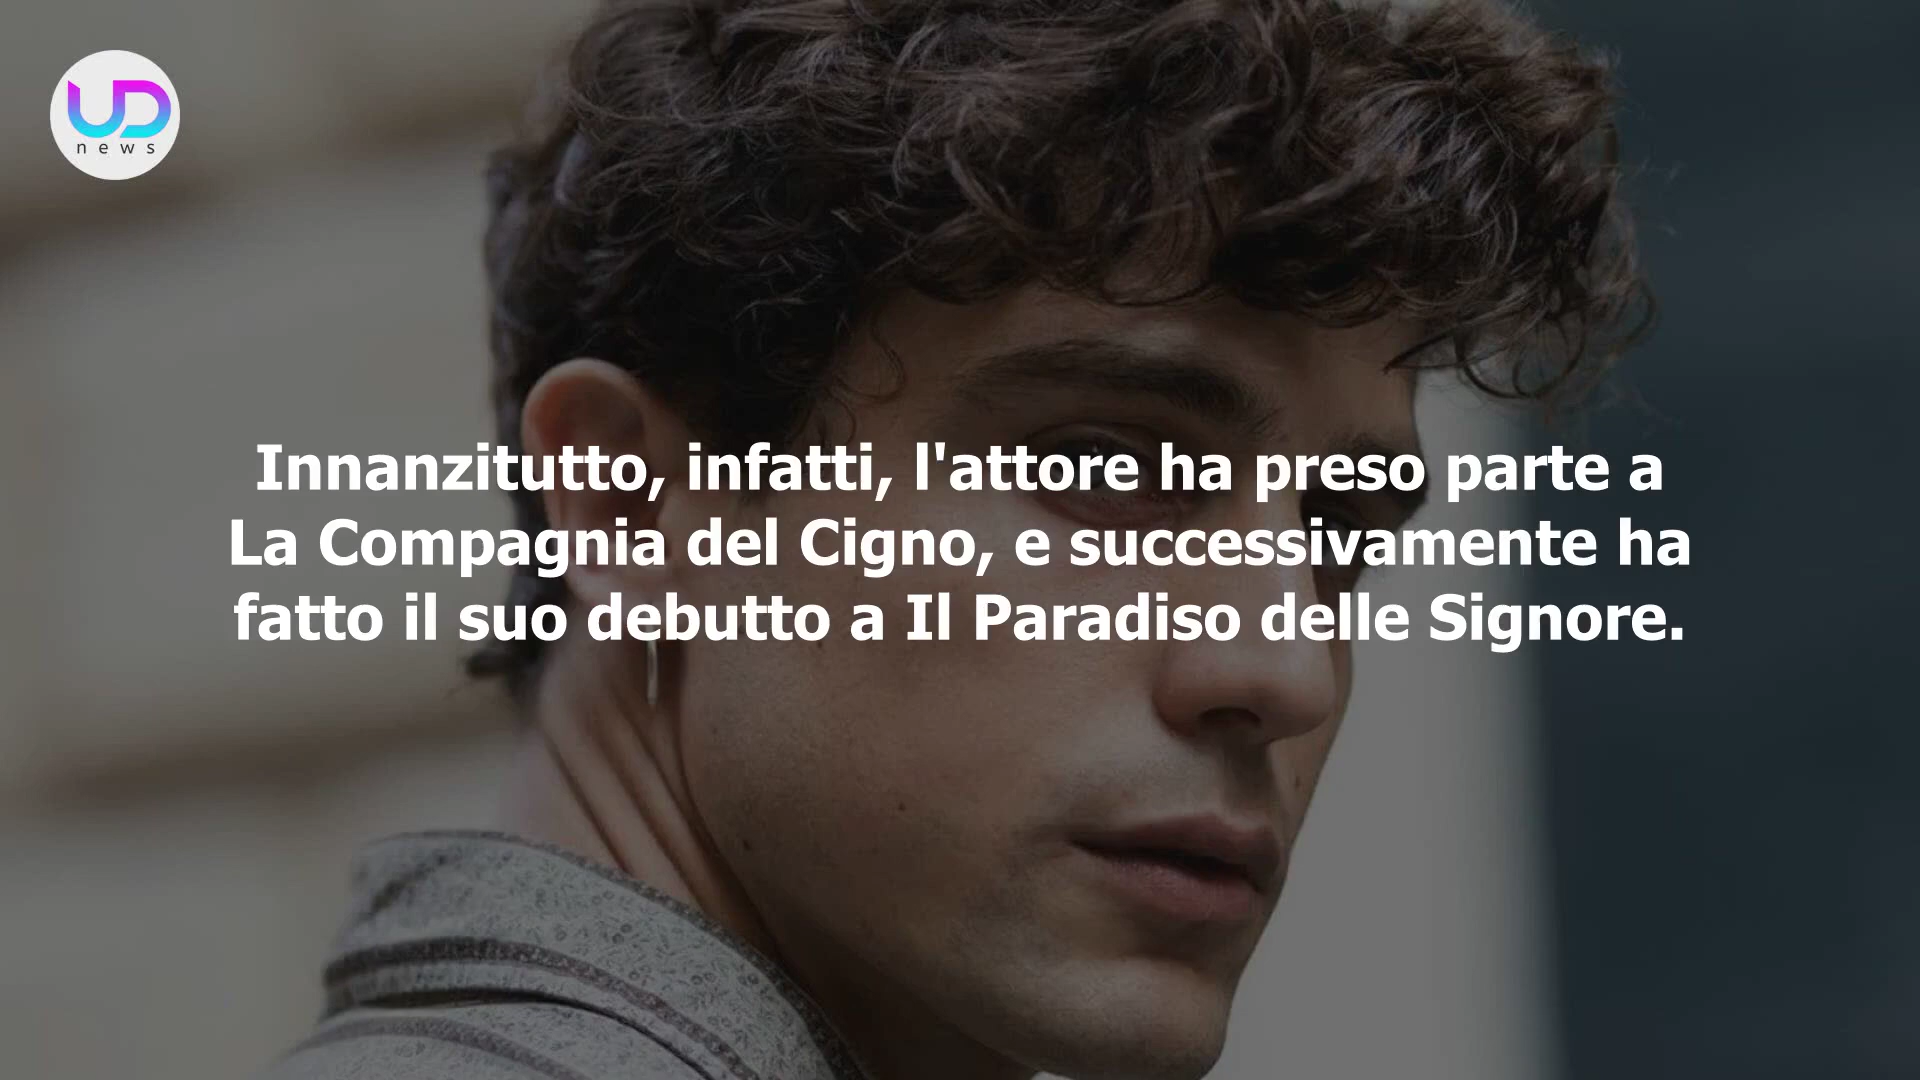 UD
news
Innanzitutto, infatti, l'attore ha preso parte a
La Compagnia del Cigno, e successivamente ha
fatto il suo debutto a Il Paradiso delle Signore.